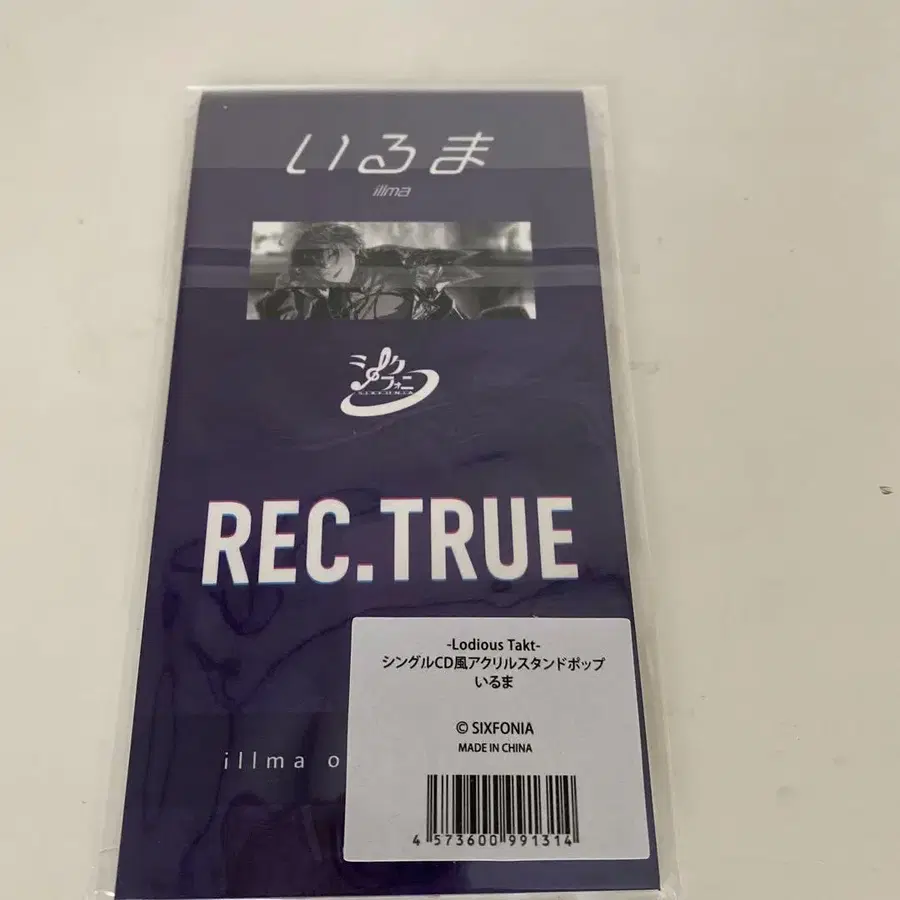 いるま
illma
シクフォニ
REC.TRUE
illma o
-Lodious Takt-
シングルCD風アクリルスタンドポップ
いるま
© SIXFONIA
MADE IN CHINA
4 573600 991314